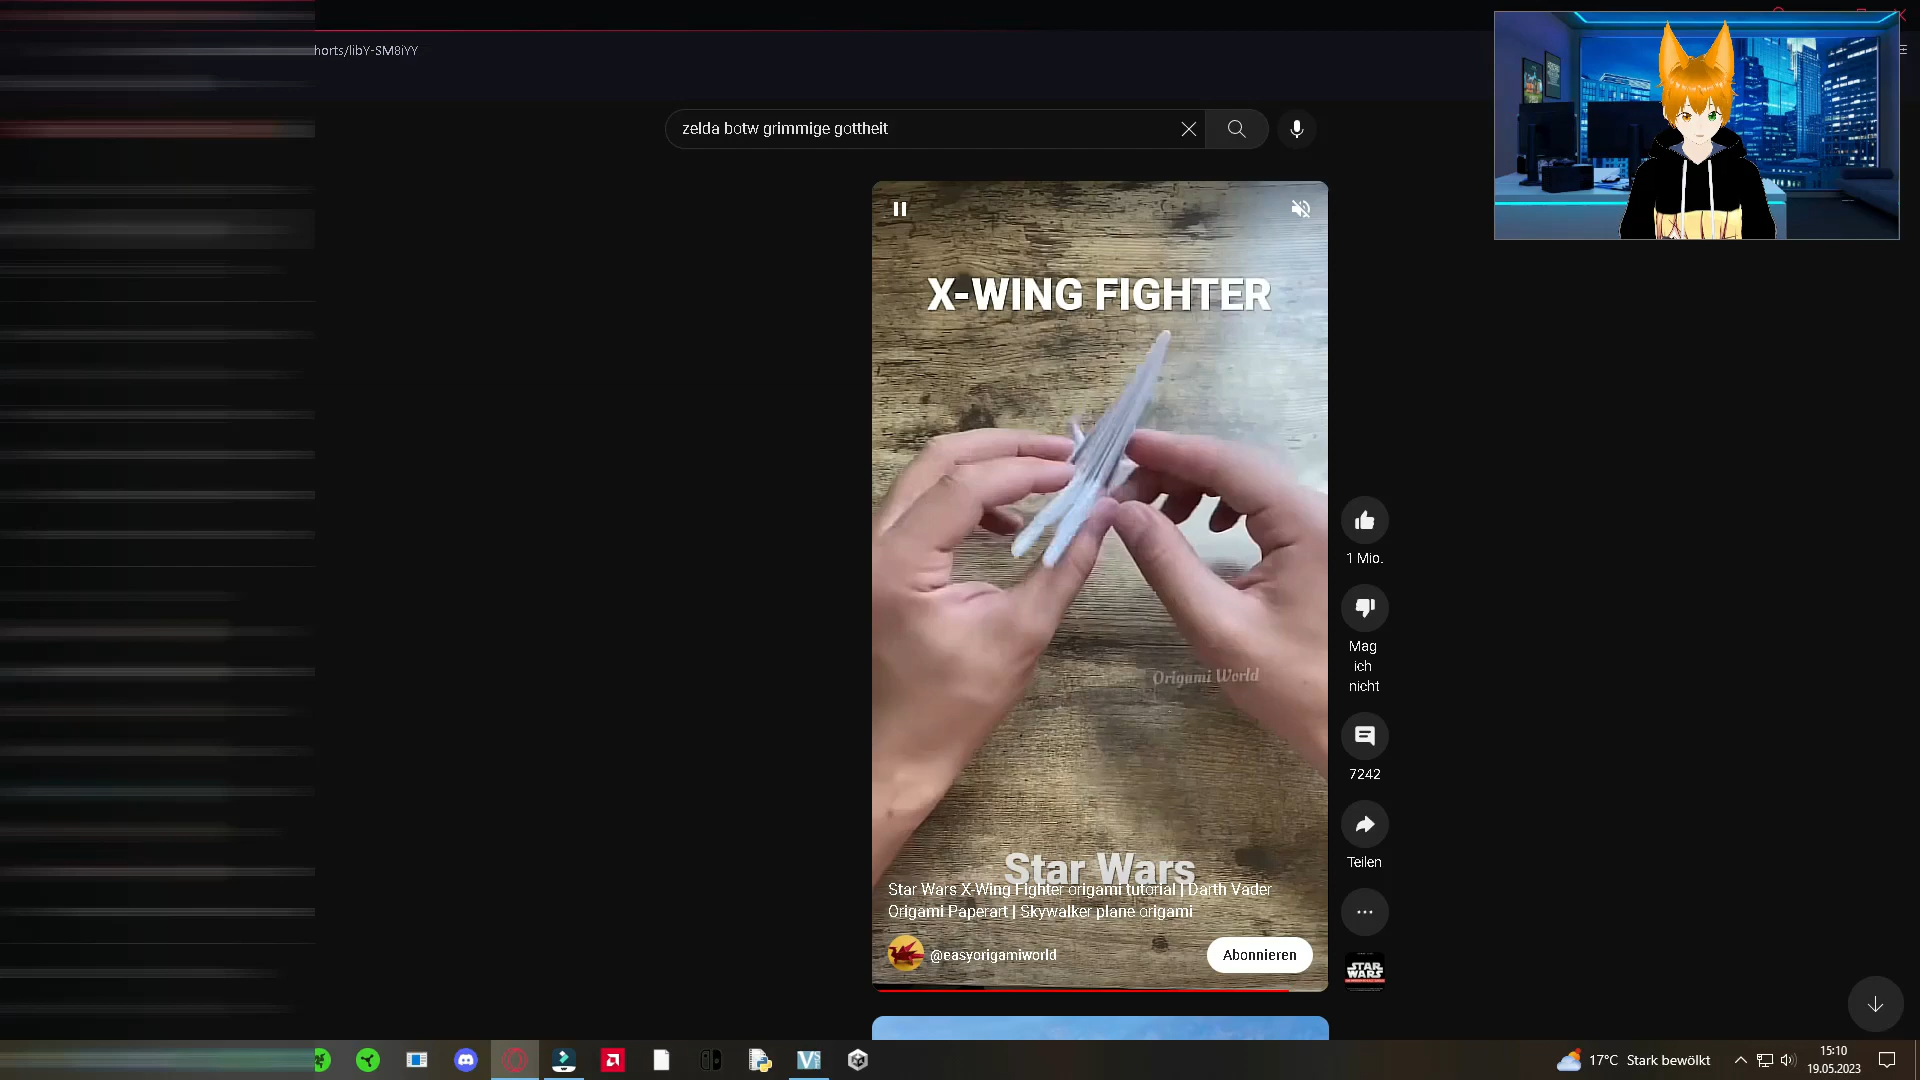 horts/libY-SM8iYY
zelda botw grimmige gottheit
X-WING FIGHTER
Origami World
Star Wars
Star Wars X-Wing Fighter origami tutorial | Darth Vader
Origami Paperart | Skywalker plane origami
@easyorigamiworld
Abonnieren
1 Mio.
Mag
ich
nicht
7242
Teilen
STAR
WARS
17°C Stark bewölkt
15:10
19.05.2023